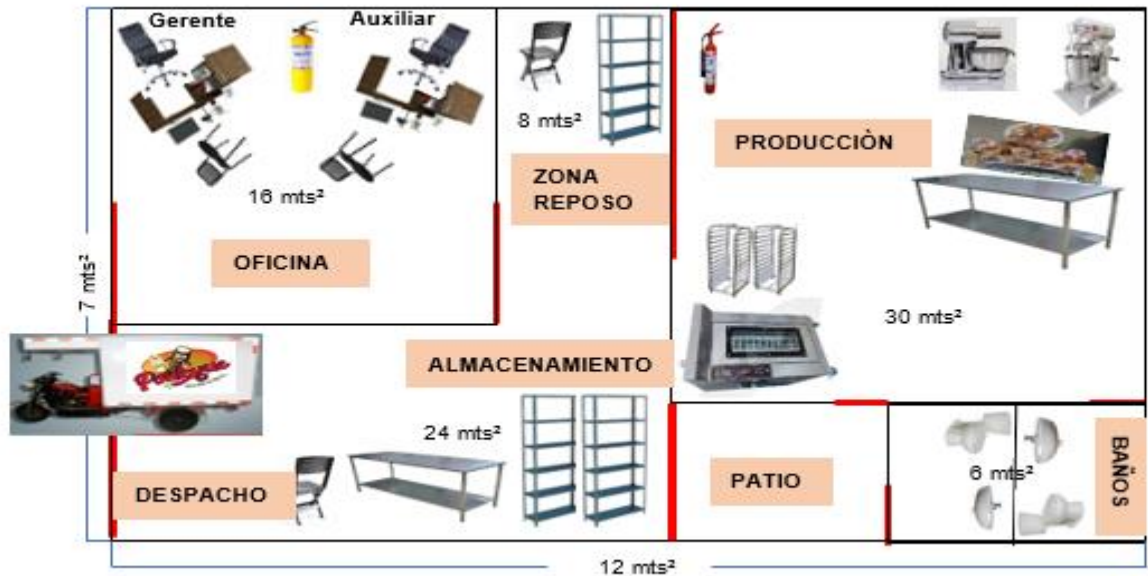 Gerente
Auxiliar
8 mts²
PRODUCCIÒN
ZONA
REPOSO
16 mts²
OFICINA
7 mts²
30 mts²
ALMACENAMIENTO
24 mts²
DESPACHO
PATIO
6 mts²
BAÑOS
12 mts²